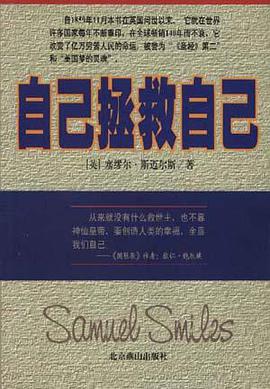 自1859年11月本书在英国问世以来，它就在世界
许多国家每年不断重印，在全球畅销140年而不衰，它
改变了亿万穷苦人民的命运，被誉为“《圣经》第二”
和“美国梦的灵魂”。
自己拯救自己
[英] 塞缪尔·斯迈尔斯 / 著
从来就没有什么救世主，也不靠
神仙皇帝，要创造人类的幸福，全靠
我们自己。
——《国际歌》作者：欧仁·鲍狄埃
Samuel Smiles
北京燕山出版社